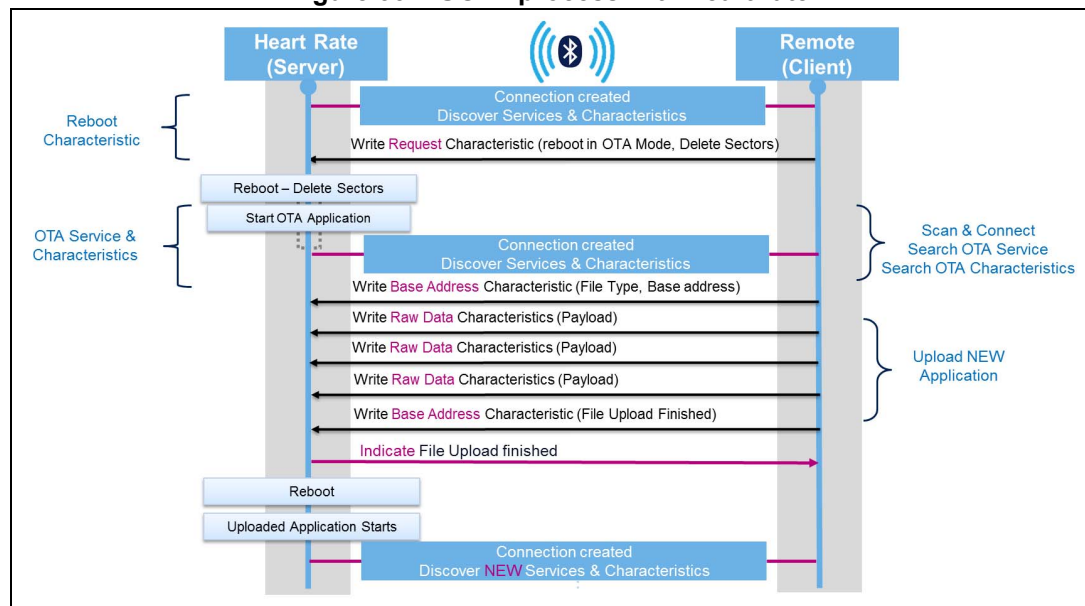 Heart Rate
(Server)
Remote
(Client)
Connection created
Discover Services & Characteristics
Reboot
Characteristic
Write Request Characteristic (reboot in OTA Mode, Delete Sectors)
Reboot – Delete Sectors
Start OTA Application
OTA Service &
Characteristics
Connection created
Discover Services & Characteristics
Scan & Connect
Search OTA Service
Search OTA Characteristics
Write Base Address Characteristic (File Type, Base address)
Write Raw Data Characteristics (Payload)
Write Raw Data Characteristics (Payload)
Write Raw Data Characteristics (Payload)
Upload NEW
Application
Write Base Address Characteristic (File Upload Finished)
Indicate File Upload finished
Reboot
Uploaded Application Starts
Connection created
Discover NEW Services & Characteristics